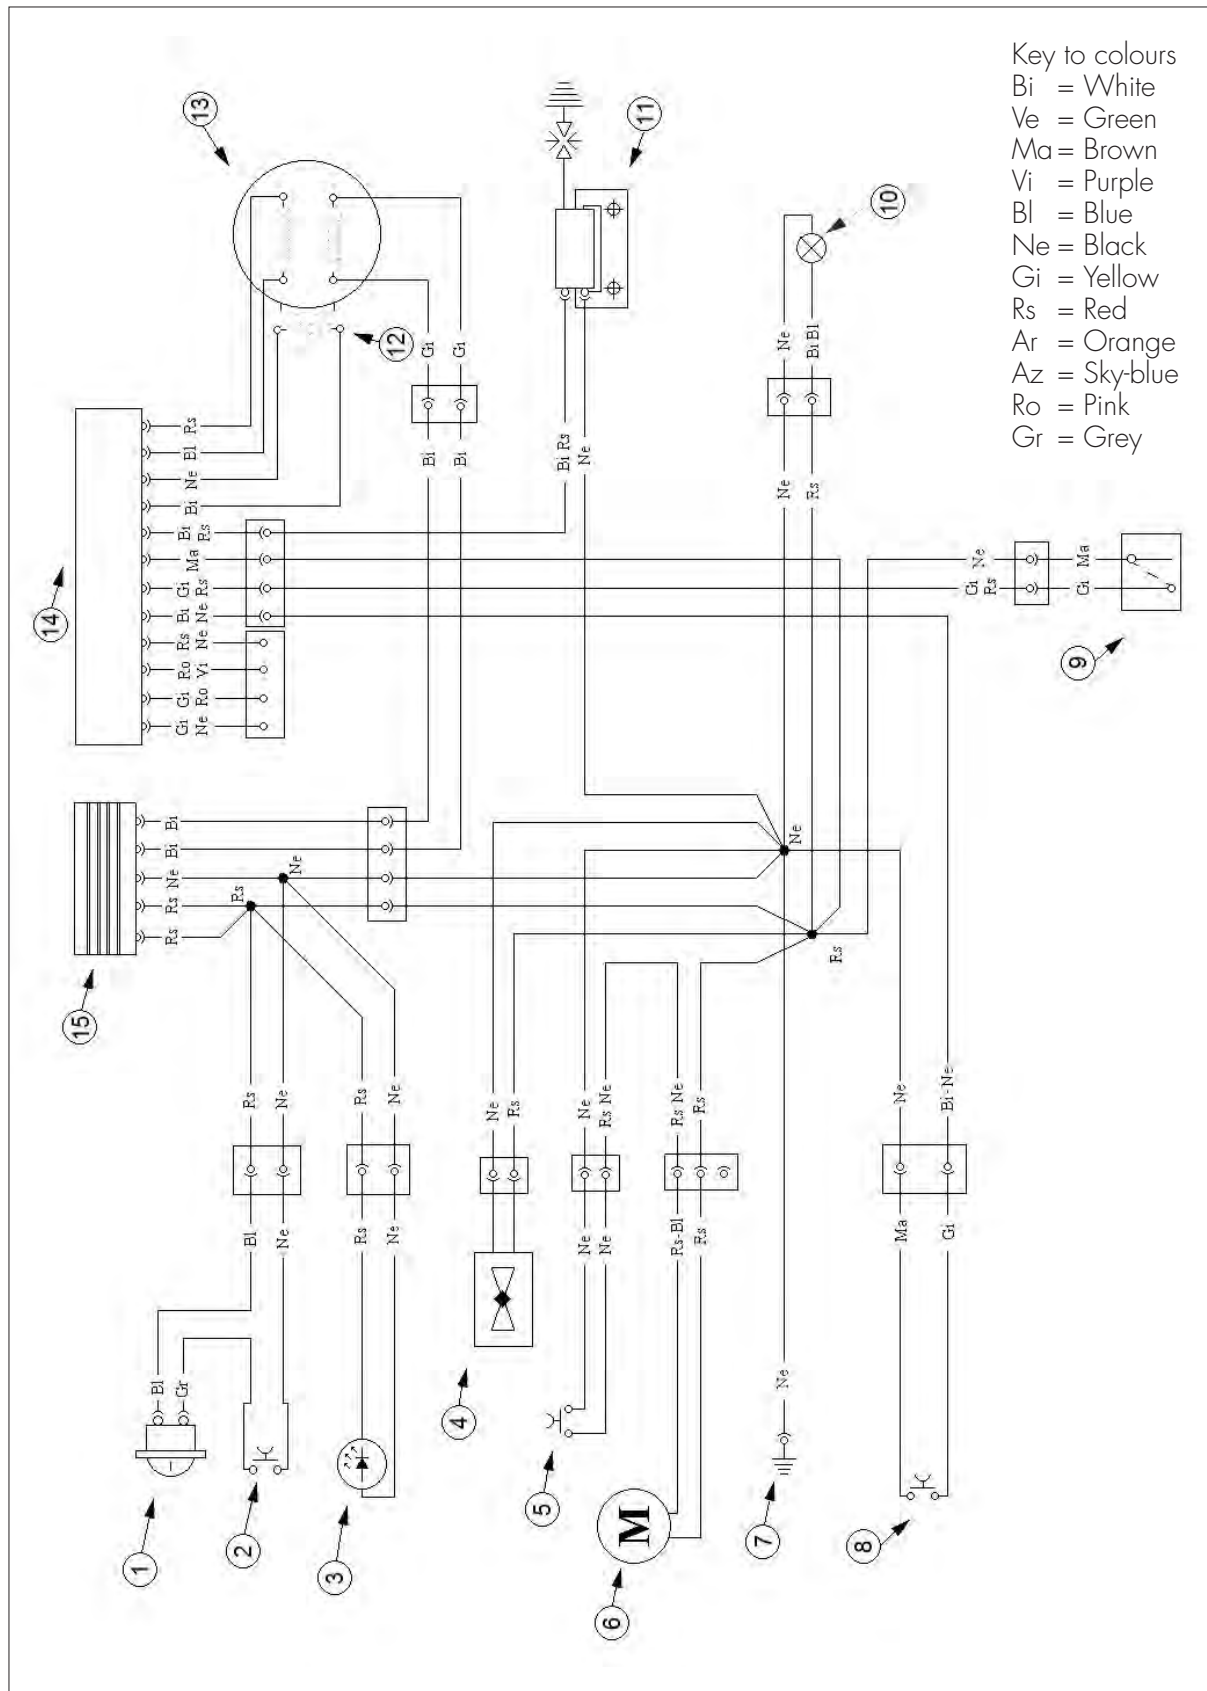 Key to colours
Bi = White
Ve = Green
Ma = Brown
Vi = Purple
Bl = Blue
Ne = Black
Gi = Yellow
Rs = Red
Ar = Orange
Az = Sky-blue
Ro = Pink
Gr = Grey
13
11
10
12
14
9
15
Gi
Gi
Bi
Bi
Bi Rs
Ne
Ne
Bi Bl
Ne
Rs
Rs
Bl
Ne
Bi
Bi Rs
Ma
Gi Rs
Bi Ne
Rs Ne
Ro Vi
Gi Ro
Gi Ne
Ne
Gi Rs
Ma
Gi
Bi
Bi
Ne
Rs
Rs
Rs
Ne
Ne
Rs
Rs
Ne
Rs
Ne
Ne
Rs
Ne
Rs Ne
Rs Ne
Rs
Ne
Bi-Ne
Bl
Ne
Rs
Ne
Ne
Ne
Rs-Bl
Rs
Ma
Gi
Bl
Gr
Ne
M
1
2
3
4
5
6
7
8